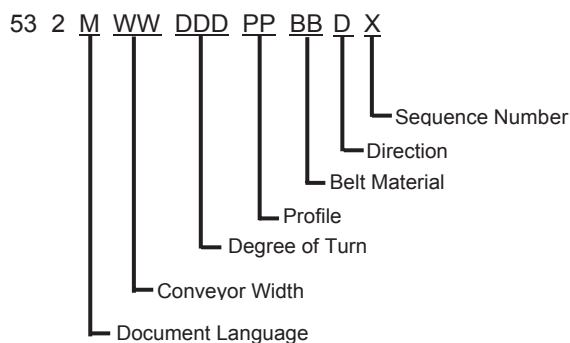 53 2 M WW DDD PP BB D X
Sequence Number
Direction
Belt Material
Profile
Degree of Turn
Conveyor Width
Document Language